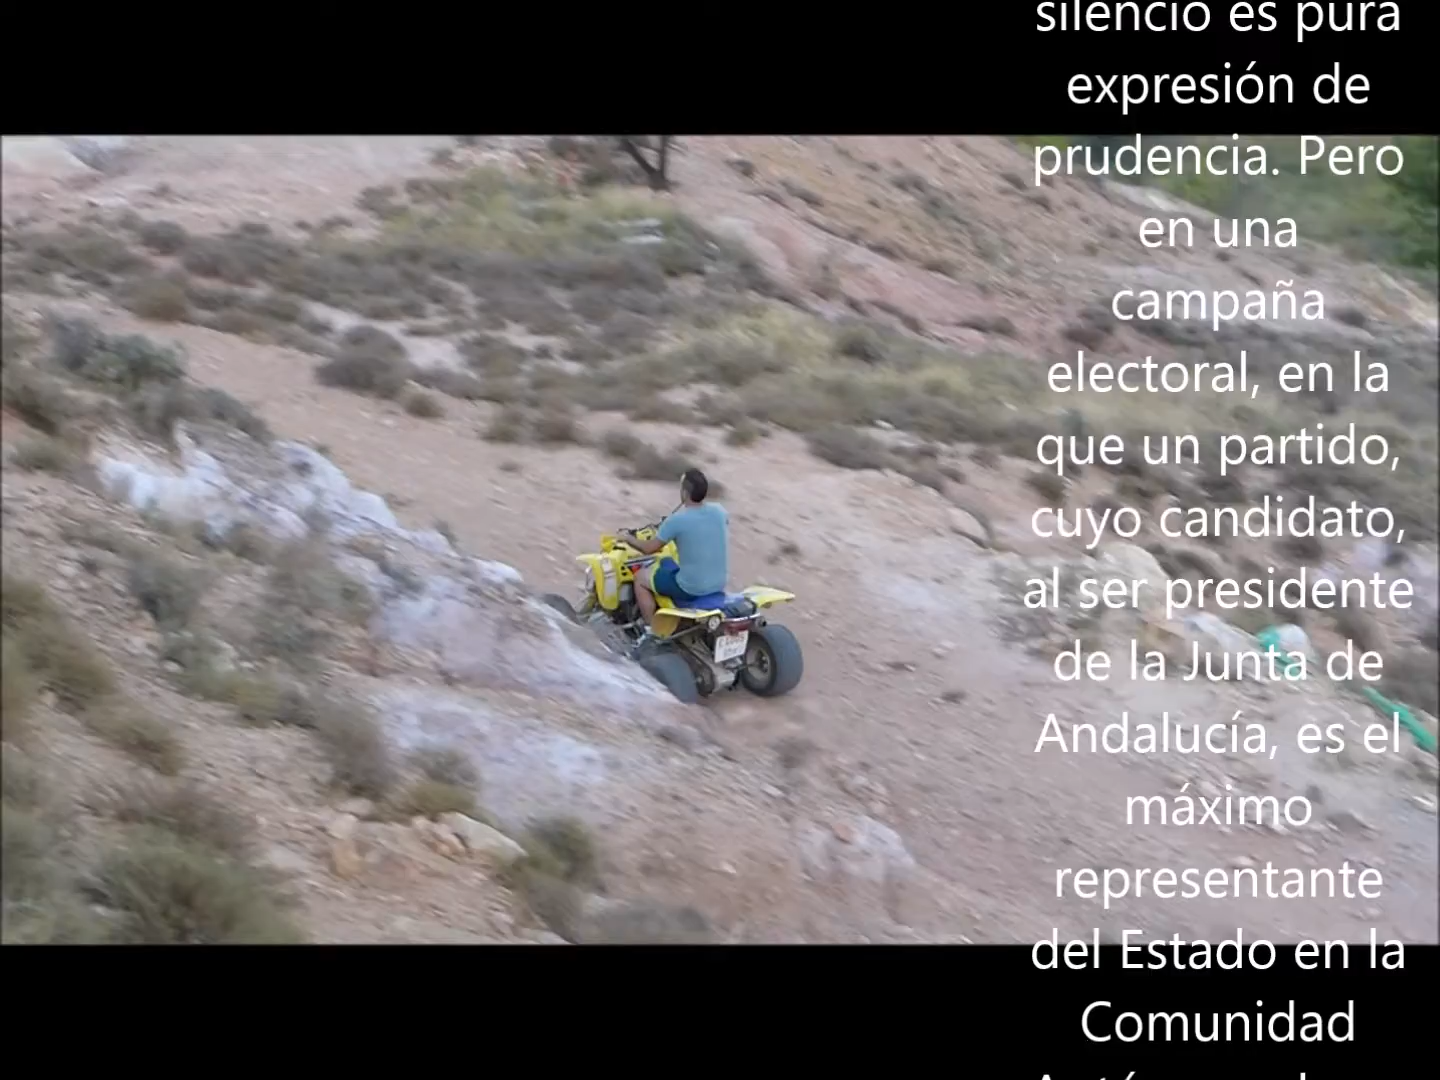 silencio es pura
expresión de
prudencia. Pero
en una
campaña
electoral, en la
que un partido,
cuyo candidato,
al ser presidente
de la Junta de
Andalucía, es el
máximo
representante
del Estado en la
Comunidad